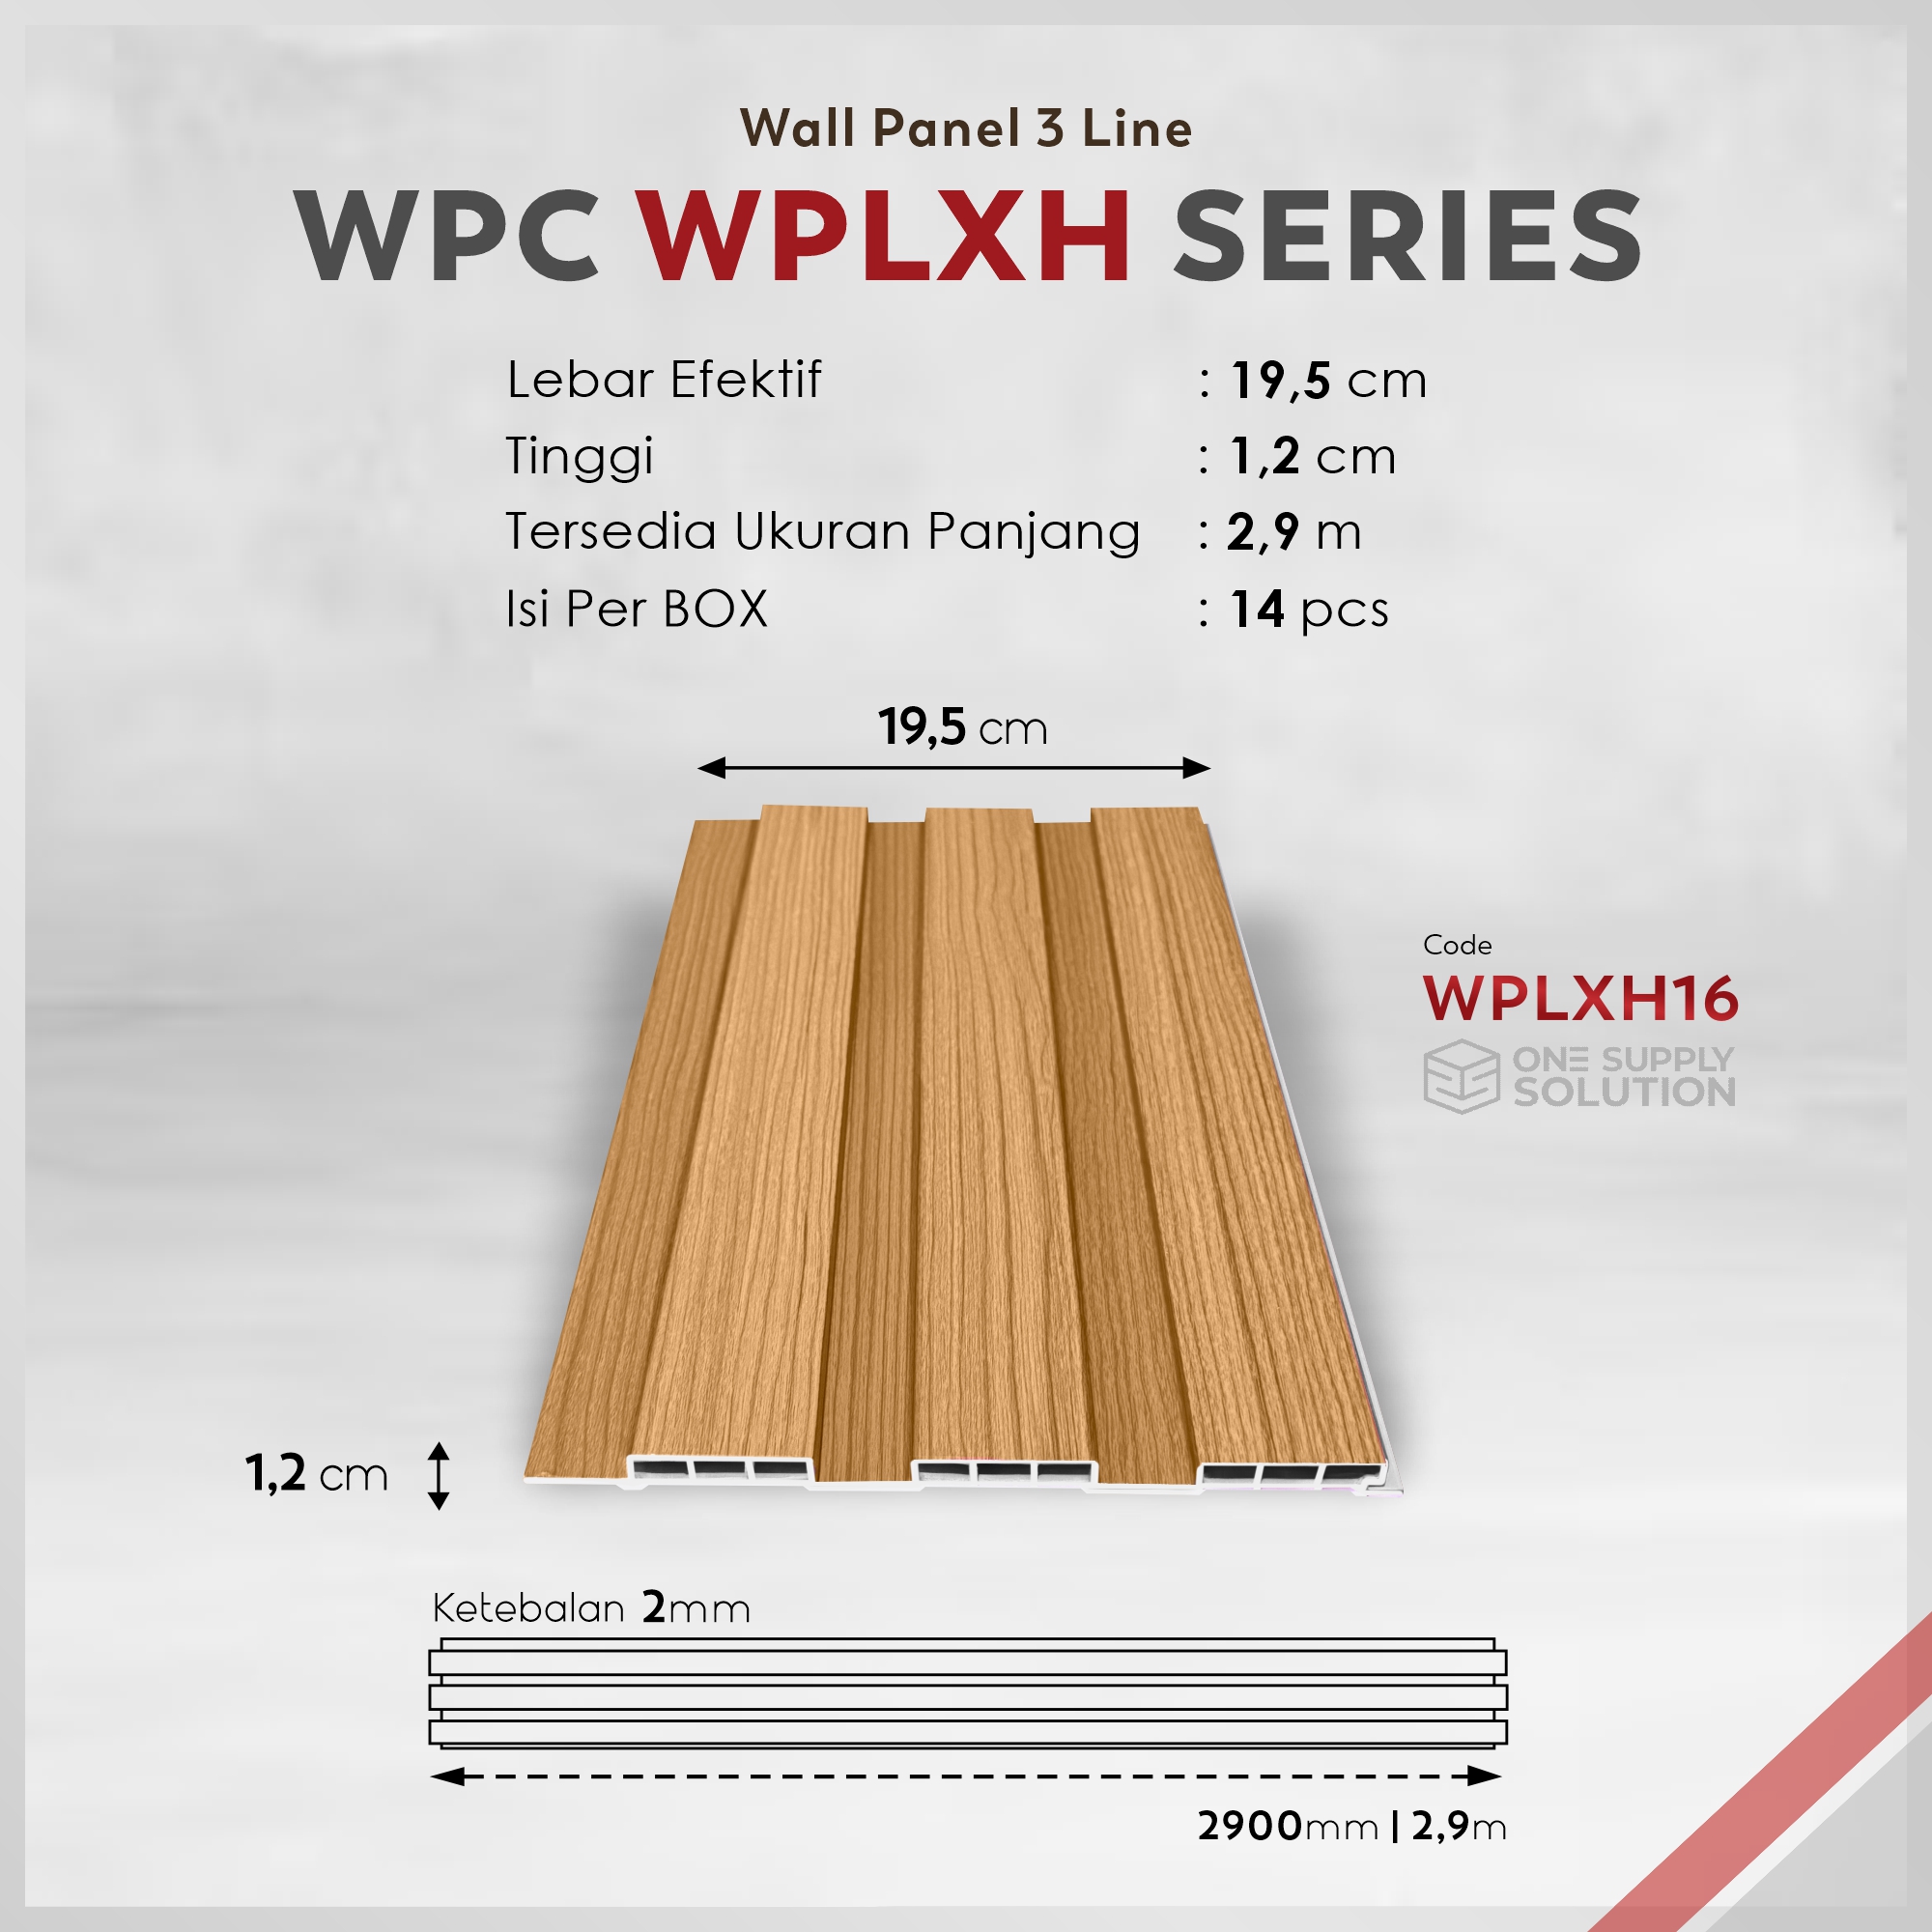 Wall Panel 3 Line
WPC WPLXH SERIES
Lebar Efektif : 19,5 cm
Tinggi : 1,2 cm
Tersedia Ukuran Panjang : 2,9 m
Isi Per BOX : 14 pcs
19,5 cm
Code
WPLXH16
ONE SUPPLY
SOLUTION
1,2 cm
Ketebalan 2mm
2900mm | 2,9m